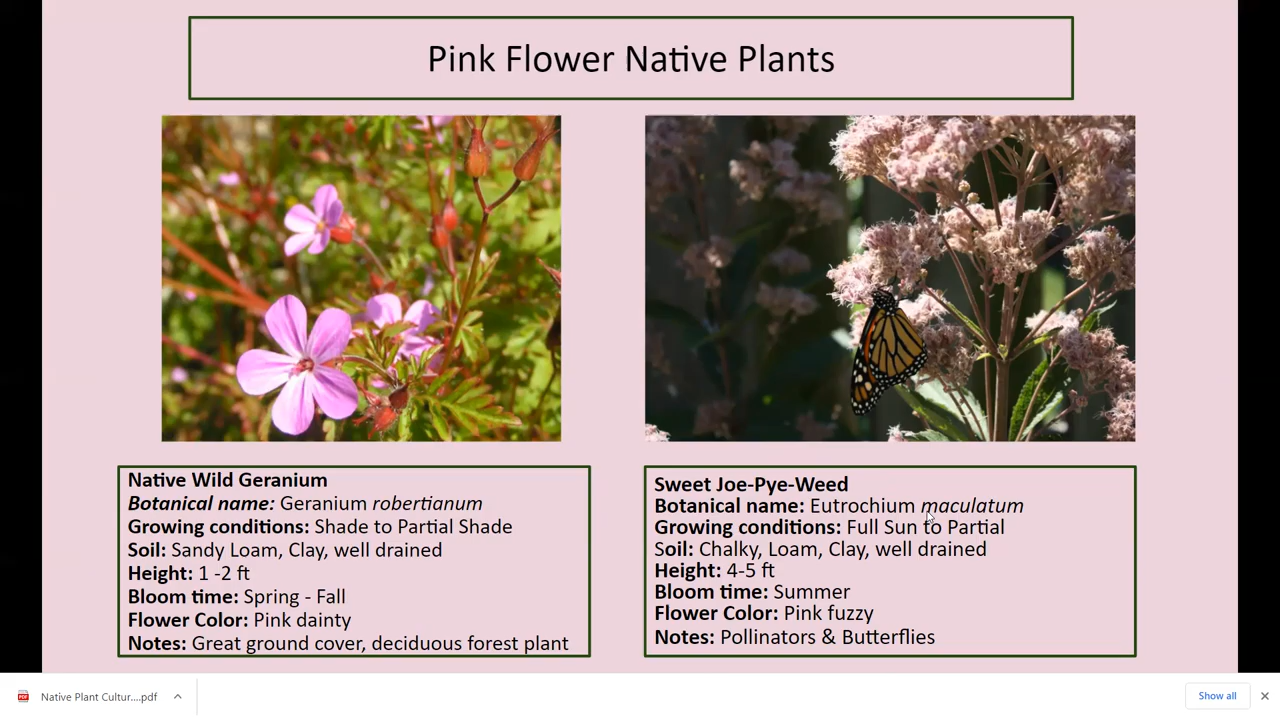 Pink Flower Native Plants
Native Wild Geranium
Botanical name: Geranium robertianum
Growing conditions: Shade to Partial Shade
Soil: Sandy Loam, Clay, well drained
Height: 1 -2 ft
Bloom time: Spring - Fall
Flower Color: Pink dainty
Notes: Great ground cover, deciduous forest plant
Sweet Joe-Pye-Weed
Botanical name: Eutrochium maculatum
Growing conditions: Full Sun to Partial
Soil: Chalky, Loam, Clay, well drained
Height: 4-5 ft
Bloom time: Summer
Flower Color: Pink fuzzy
Notes: Pollinators & Butterflies
Native Plant Cultur....pdf
Show all